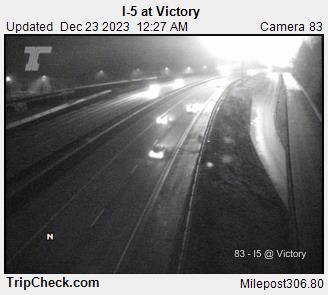 I-5 at Victory
Updated Dec 23 2023 12:27 AM Camera 83
T
N
83 - I5 @ Victory
TripCheck.com Milepost306.80